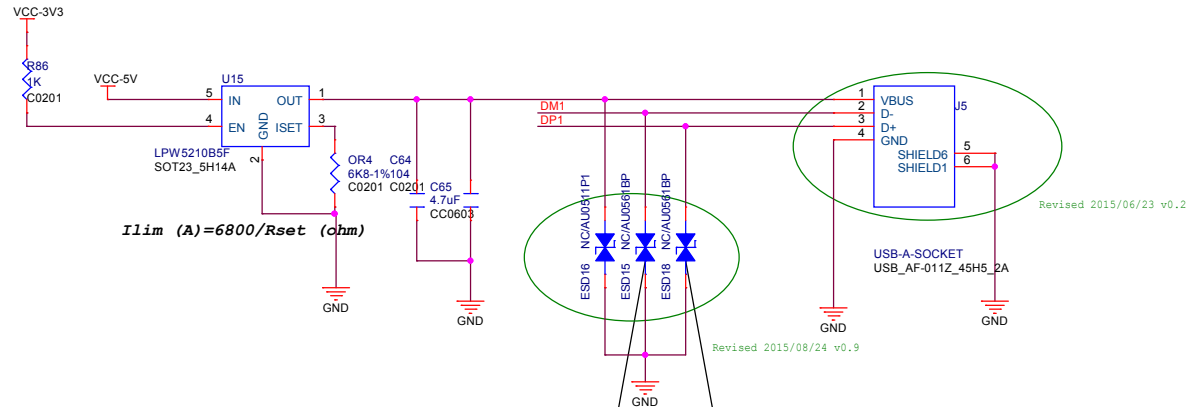 VCC-3V3
R86
1K
C0201
VCC-5V
U15
5 IN OUT 1
4 EN ISET 3
GND
2
LPW5210B5F
SOT23_5H14A
OR4 C64
6K8-1% 104
C0201 C0201
C65
4.7uF
CC0603
Ilim (A)=6800/Rset (ohm)
GND
GND
DM1
DP1
ESD16 NC/AU0511P1
ESD15 NC/AU0561BP
ESD18 NC/AU0561BP
GND
Revised 2015/08/24 v0.9
J5
1 VBUS
2 D-
3 D+
4 GND
SHIELD6 5
SHIELD1 6
USB-A-SOCKET
USB_AF-011Z_45H5_2A
GND
GND
Revised 2015/06/23 v0.2